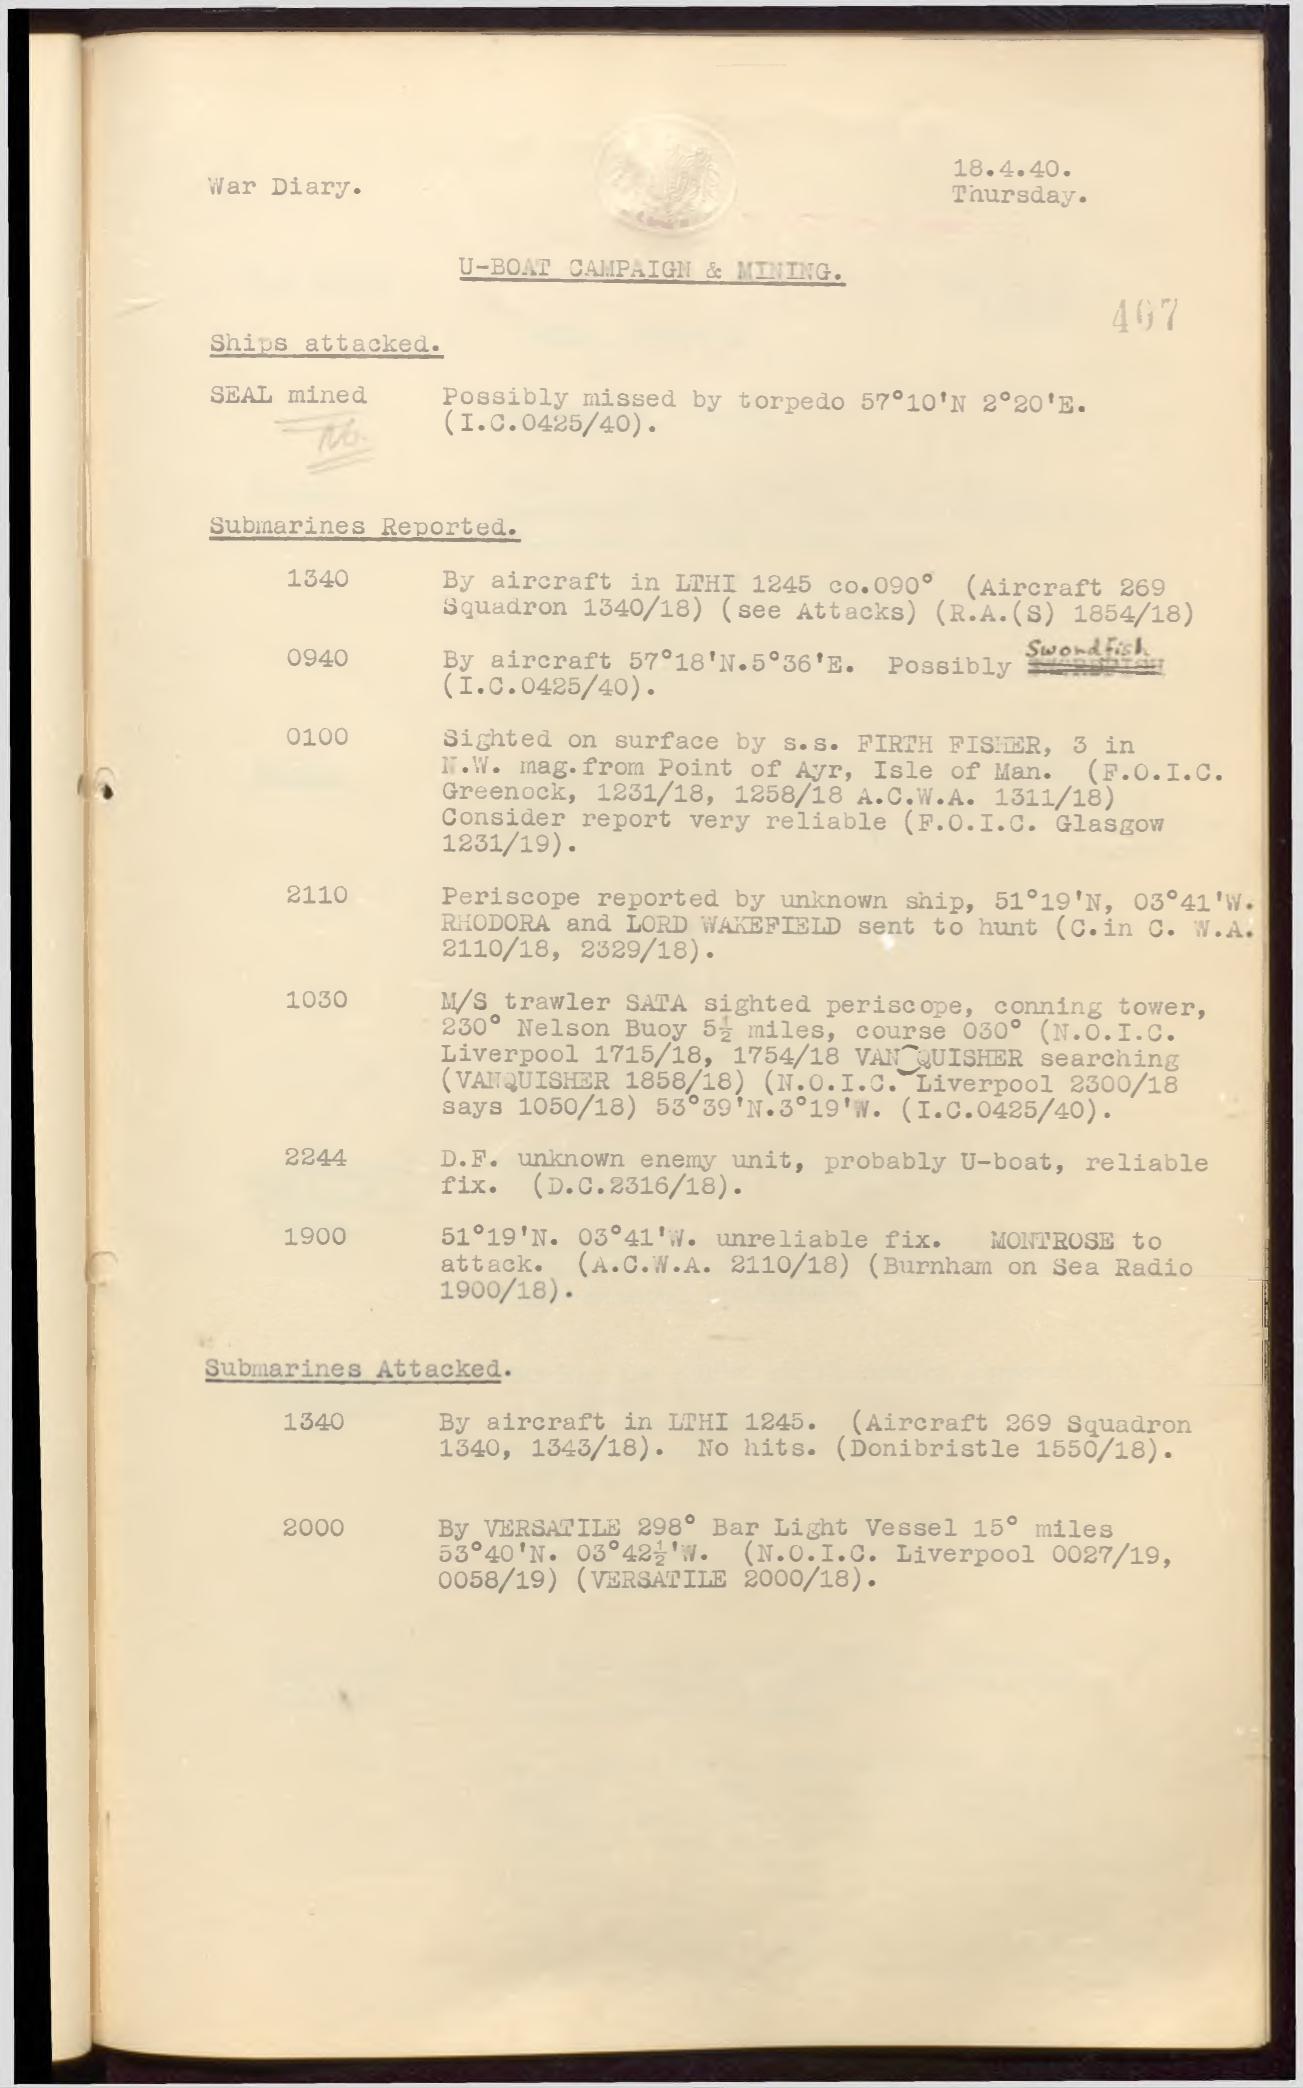 War Diary.
18.4.40.
Thursday.
U-BOAT CAMPAIGN & MINING.
407
Ships attacked.
SEAL mined Possibly missed by torpedo 57°10'N 2°20'E.
(I.C.0425/40).
Submarines Reported.
1340 By aircraft in LTHI 1245 co.090° (Aircraft 269
Squadron 1340/18) (see Attacks) (R.A.(S) 1854/18)
Swordfish
0940 By aircraft 57°18'N.5°36'E. Possibly
(I.C.0425/40).
0100 Sighted on surface by s.s. FIRTH FISHER, 3 in
N.W. mag.from Point of Ayr, Isle of Man. (F.O.I.C.
Greenock, 1231/18, 1258/18 A.C.W.A. 1311/18)
Consider report very reliable (F.O.I.C. Glasgow
1231/19).
2110 Periscope reported by unknown ship, 51°19'N, 03°41'W.
RHODORA and LORD WAKEFIELD sent to hunt (C.in C. W.A.
2110/18, 2329/18).
1030 M/S trawler SATA sighted periscope, conning tower,
230° Nelson Buoy 5½ miles, course 030° (N.O.I.C.
Liverpool 1715/18, 1754/18 VAN QUISHER searching
(VANQUISHER 1858/18) (N.O.I.C. Liverpool 2300/18
says 1050/18) 53°39'N.3°19'W. (I.C.0425/40).
2244 D.F. unknown enemy unit, probably U-boat, reliable
fix. (D.C.2316/18).
1900 51°19'N. 03°41'W. unreliable fix. MONTROSE to
attack. (A.C.W.A. 2110/18) (Burnham on Sea Radio
1900/18).
Submarines Attacked.
1340 By aircraft in LTHI 1245. (Aircraft 269 Squadron
1340, 1343/18). No hits. (Donibristle 1550/18).
2000 By VERSATILE 298° Bar Light Vessel 15° miles
53°40'N. 03°42½'W. (N.O.I.C. Liverpool 0027/19,
0058/19) (VERSATILE 2000/18).